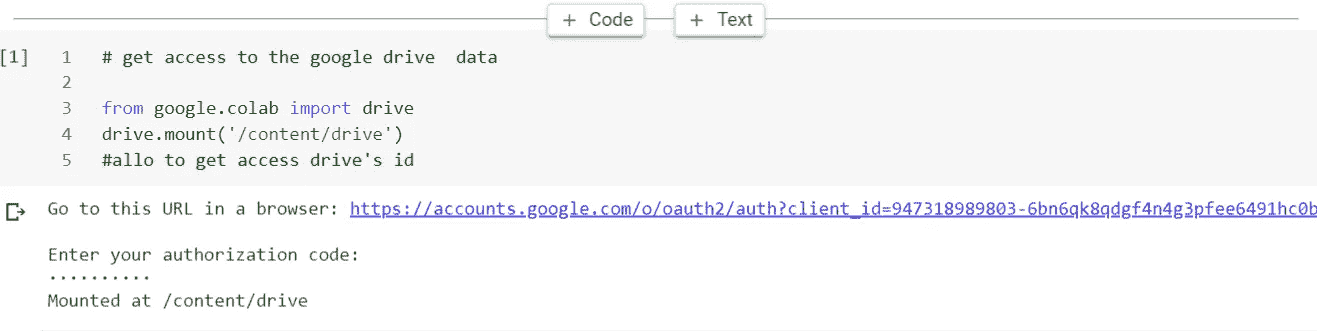 + Code + Text
[1] 1 # get access to the google drive  data
2
3 from google.colab import drive
4 drive.mount('/content/drive')
5 #allo to get access drive's id
Go to this URL in a browser: https://accounts.google.com/o/oauth2/auth?client_id=947318989803-6bn6qk8qdgf4n4g3pfee6491hc0b
Enter your authorization code:
··········
Mounted at /content/drive